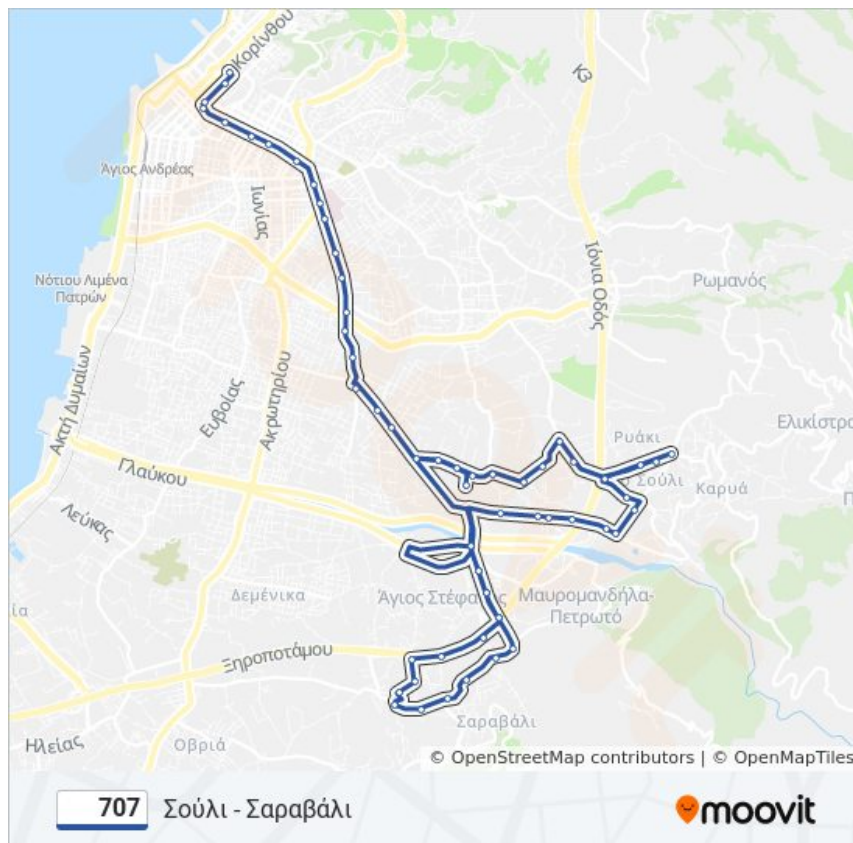 Κορίνθου
K3
Άγιος Ανδρέας
Ιωνίας
Ιόνια Οδός
Νότιου Λιμένα
Πατρών
Ρωμανός
Ακτή Δυμαίων
Ευβοίας
Ακρωτηρίου
Ελικίστρα
Ρυάκι
Γλαύκου
Σούλι
Καρυά
Λεύκας
Δεμένικα
Άγιος Στέφανος
Μαυρομανδήλα-
Πετρωτό
Ξηροποτάμου
Σαραβάλι
Ηλείας
Οβριά
© OpenStreetMap contributors | © OpenMapTiles
707 Σούλι - Σαραβάλι moovit